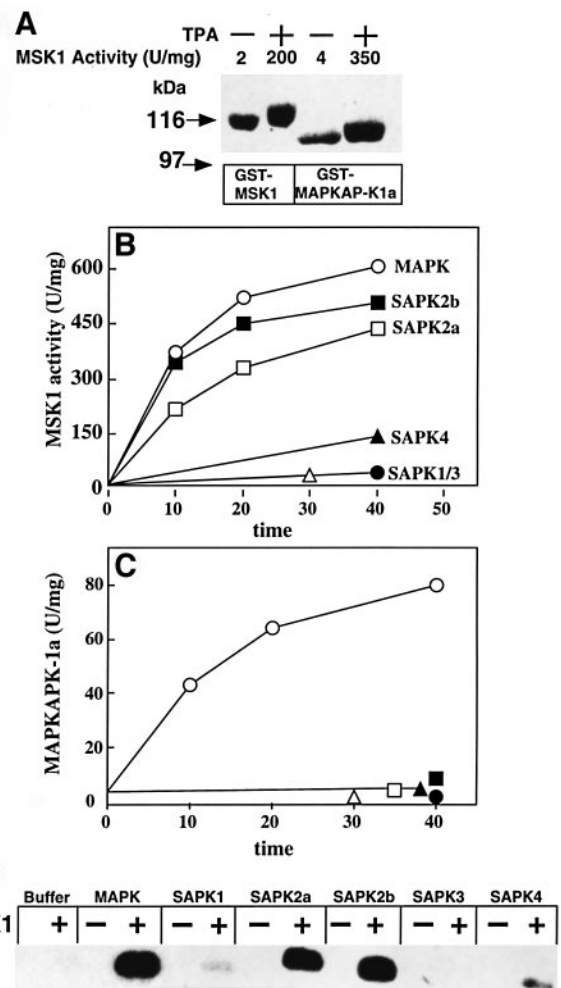 A
TPA — + — +
MSK1 Activity (U/mg) 2 200 4 350
kDa
116
97
GST-MSK1
GST-MAPKAP-K1a
B
MSK1 activity (U/mg)
600
450
300
150
0
MAPK
SAPK2b
SAPK2a
SAPK4
SAPK1/3
0 10 20 30 40 50
time
C
MAPKAPK-1a (U/mg)
80
60
40
20
0
0 10 20 30 40
time
Buffer MAPK SAPK1 SAPK2a SAPK2b SAPK3 SAPK4
1 + — + — + — + — + — + — +